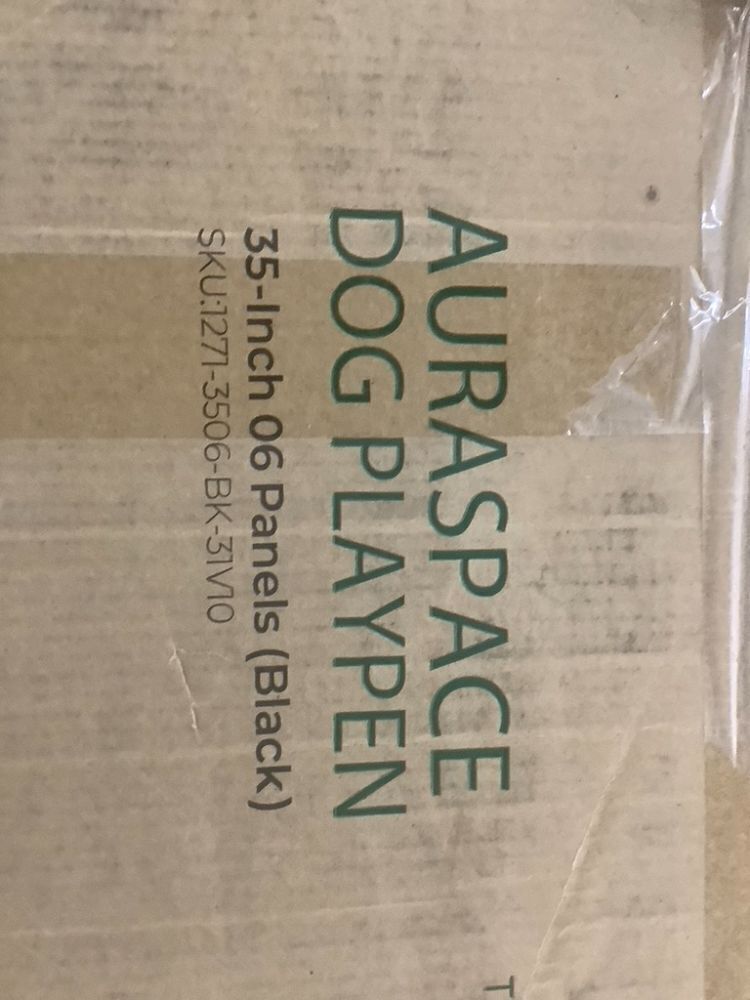 AURASPACE
DOG PLAYPEN
35-Inch 06 Panels (Black)
SKU:1271-3506-BK-31V10
T